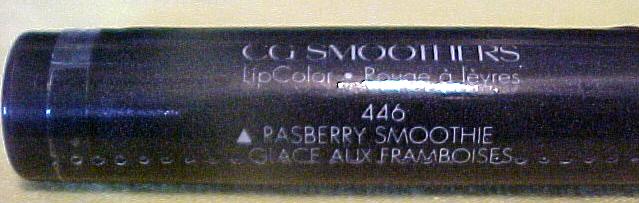 CG SMOOTHERS
LipColor • Rouge à lèvres
446
▲ RASBERRY SMOOTHIE
GLACE AUX FRAMBOISES